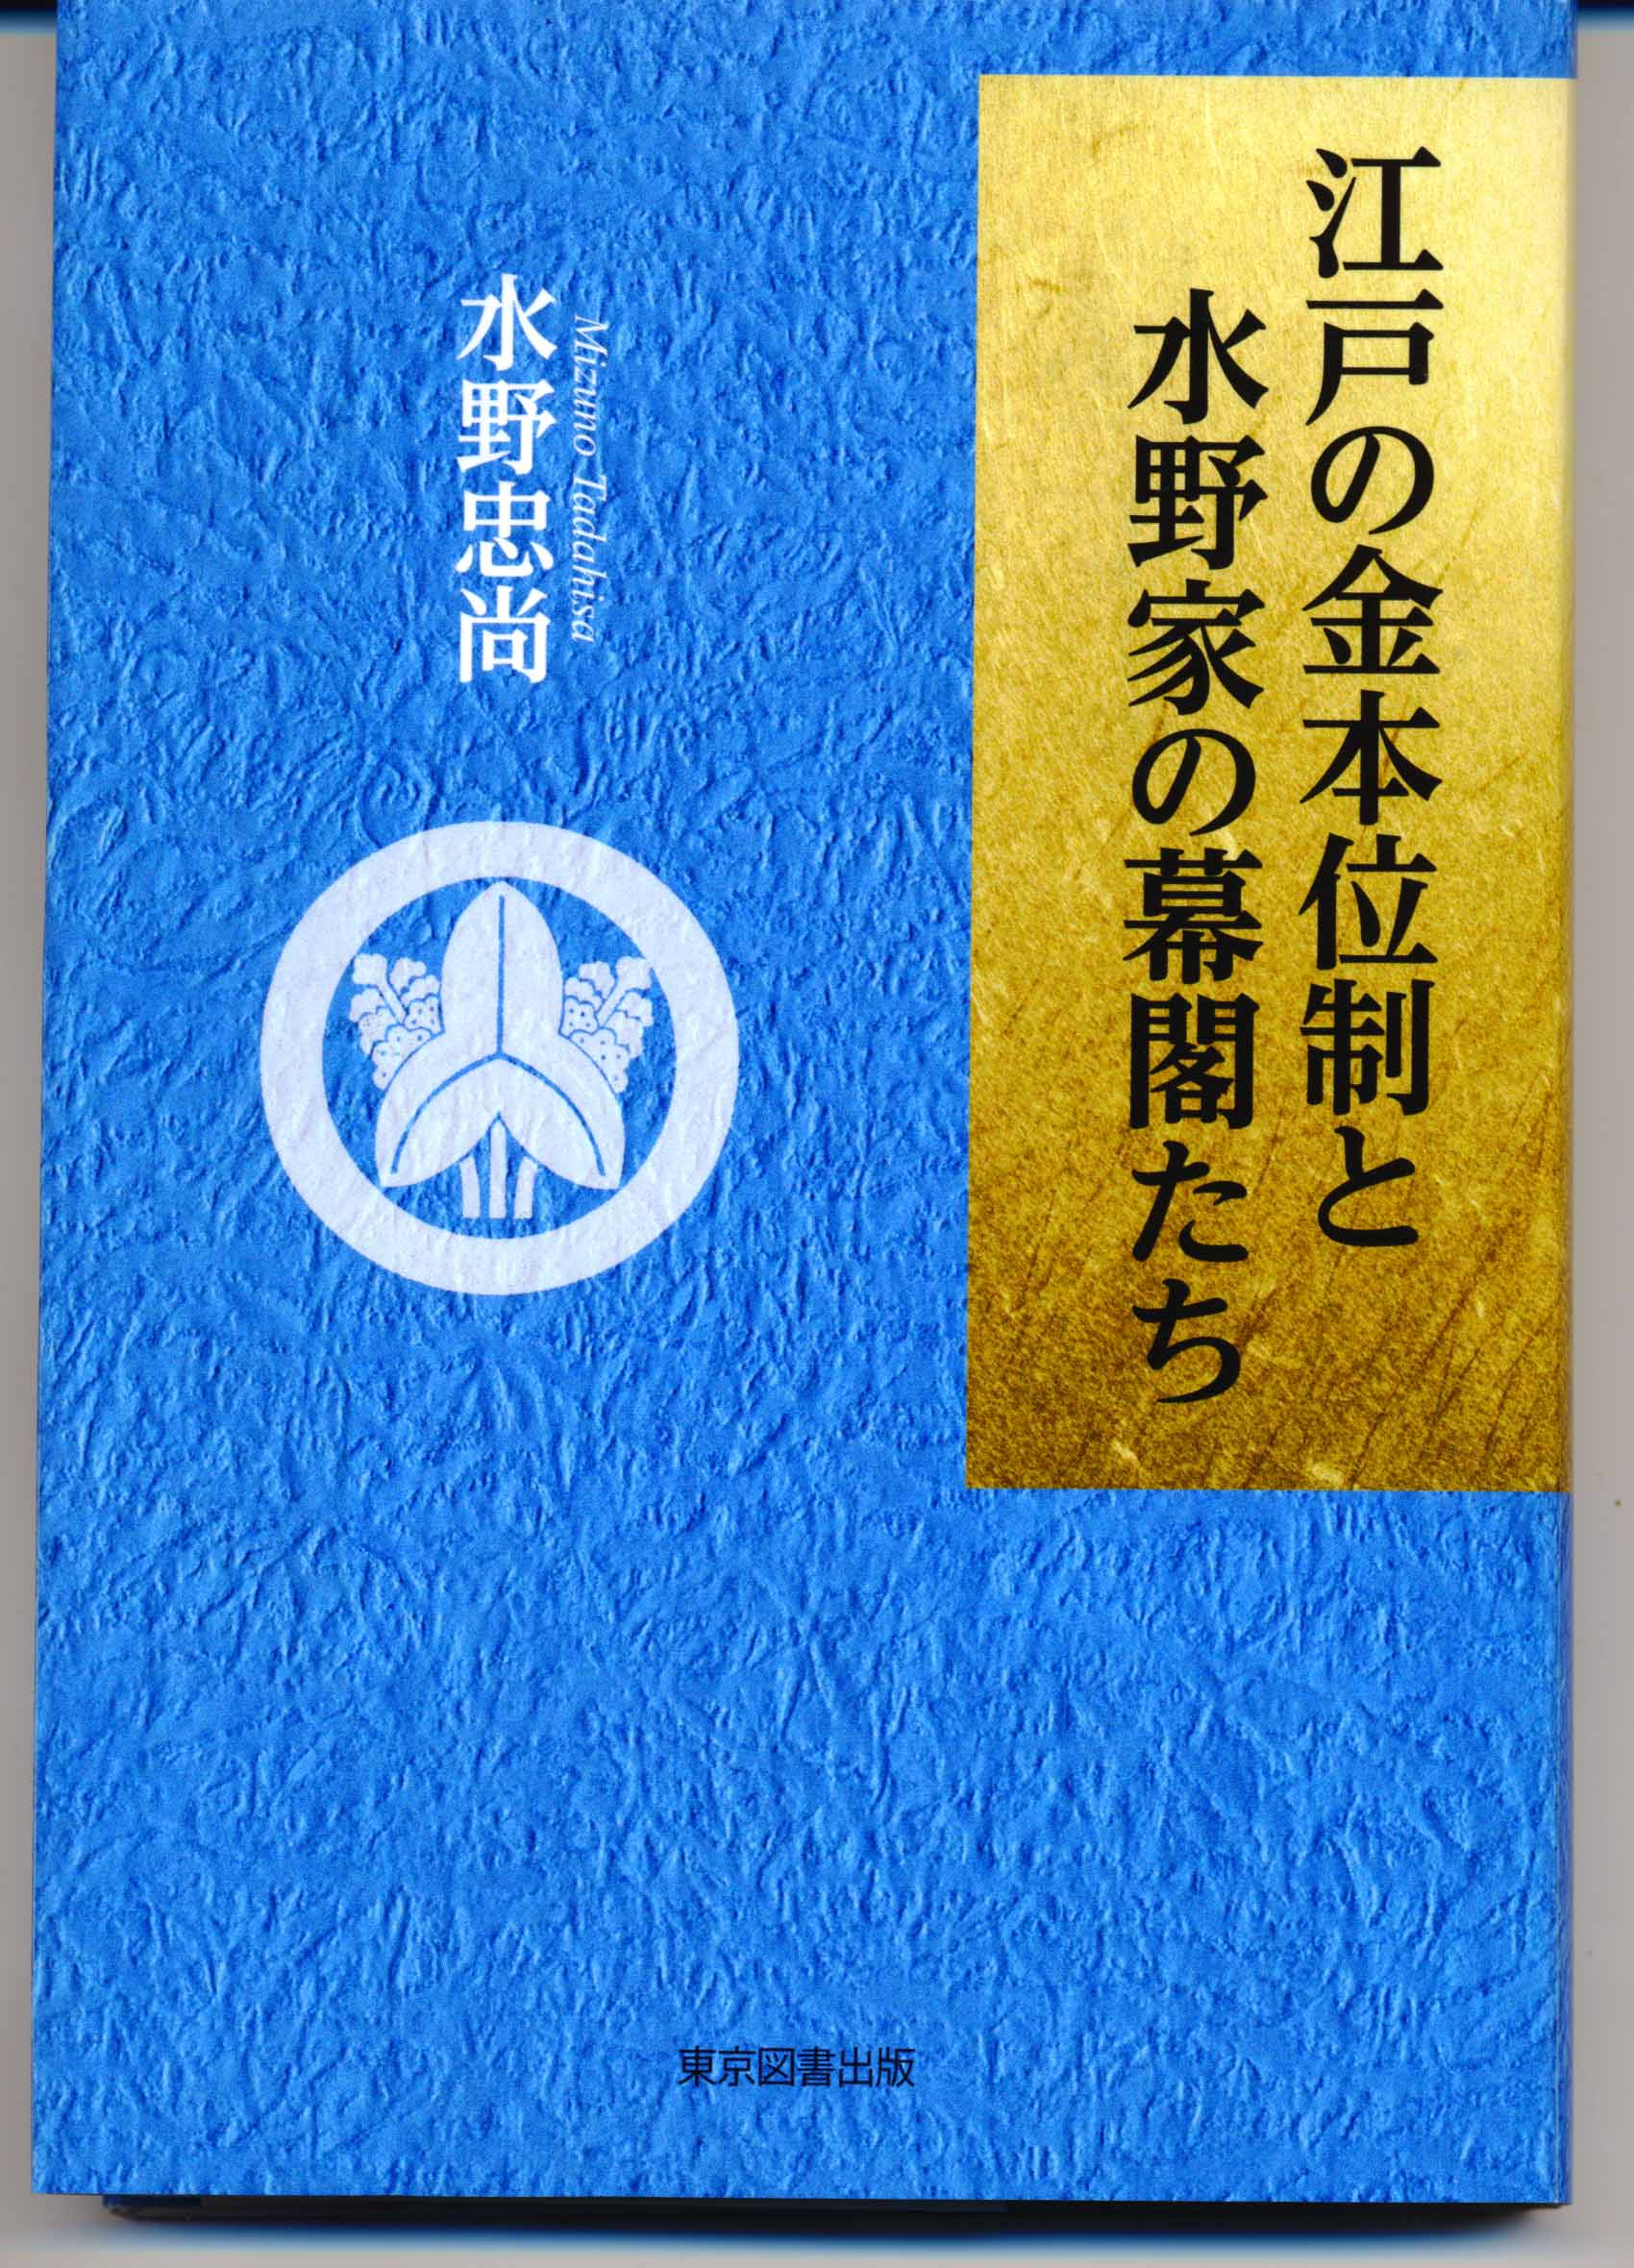 江戸の金本位制と
水野家の幕閣たち
Mizuno Tadahisa
水野忠尚
東京図書出版